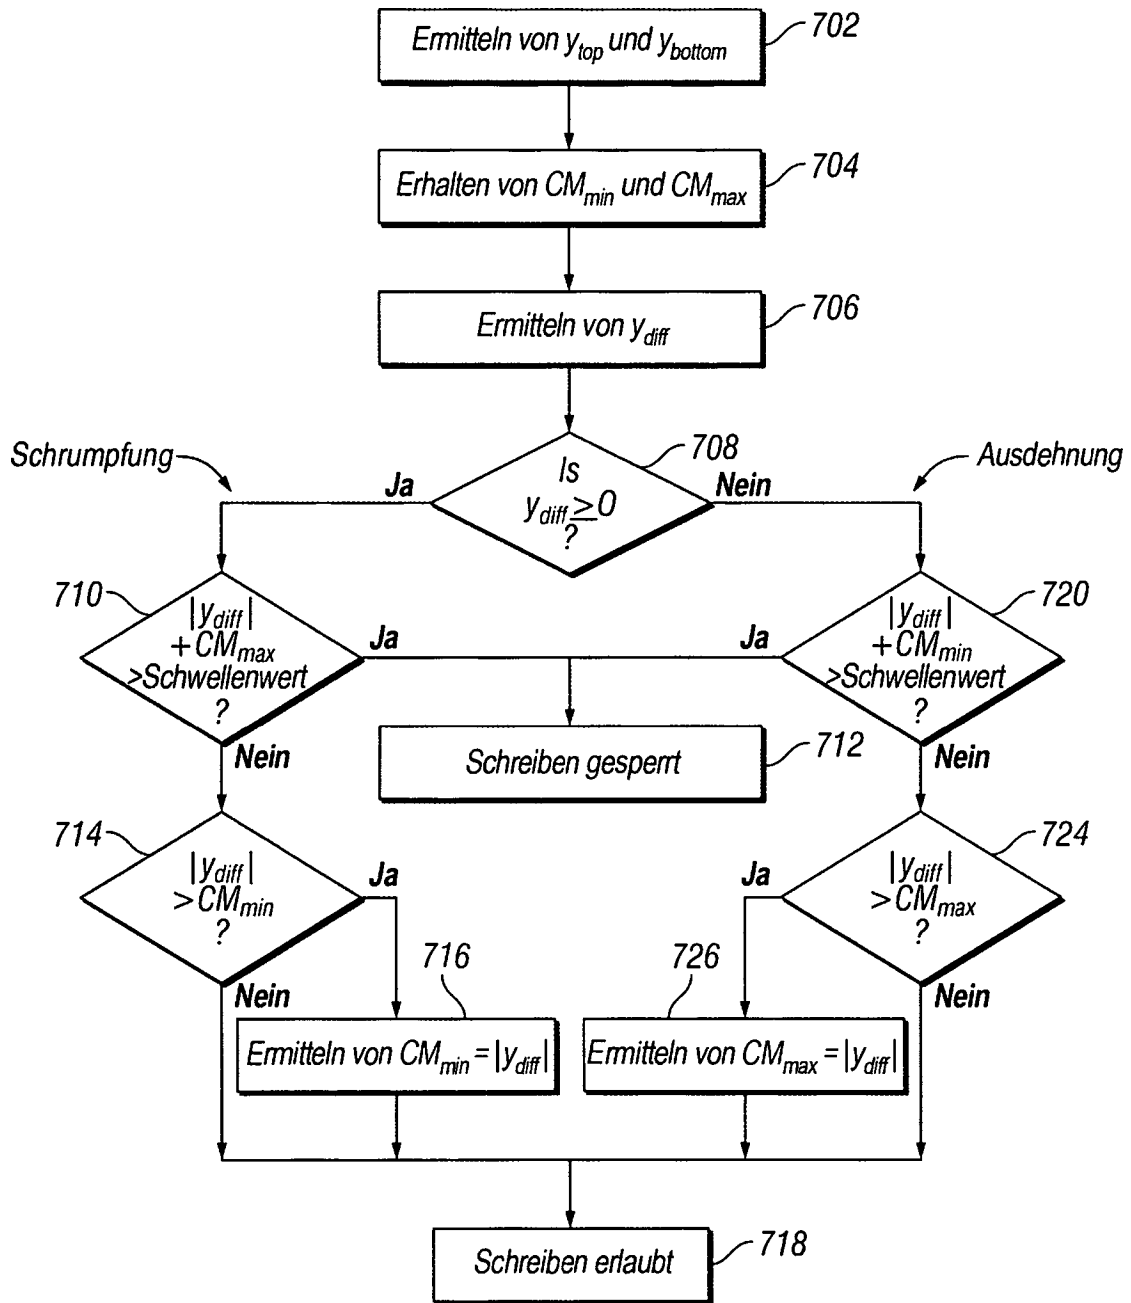 Ermitteln von y_top und y_bottom
702
Erhalten von CM_min und CM_max
704
Ermitteln von y_diff
706
Schrumpfung
708
Ausdehnung
Ja
Is
y_diff ≥ 0
?
Nein
710
|y_diff|
+ CM_max
>Schwellenwert
?
Ja
Ja
|y_diff|
+ CM_min
>Schwellenwert
?
720
Nein
Schreiben gesperrt
712
Nein
714
|y_diff|
> CM_min
?
Ja
Ja
|y_diff|
> CM_max
?
724
Nein
716
726
Nein
Ermitteln von CM_min = |y_diff|
Ermitteln von CM_max = |y_diff|
Schreiben erlaubt
718